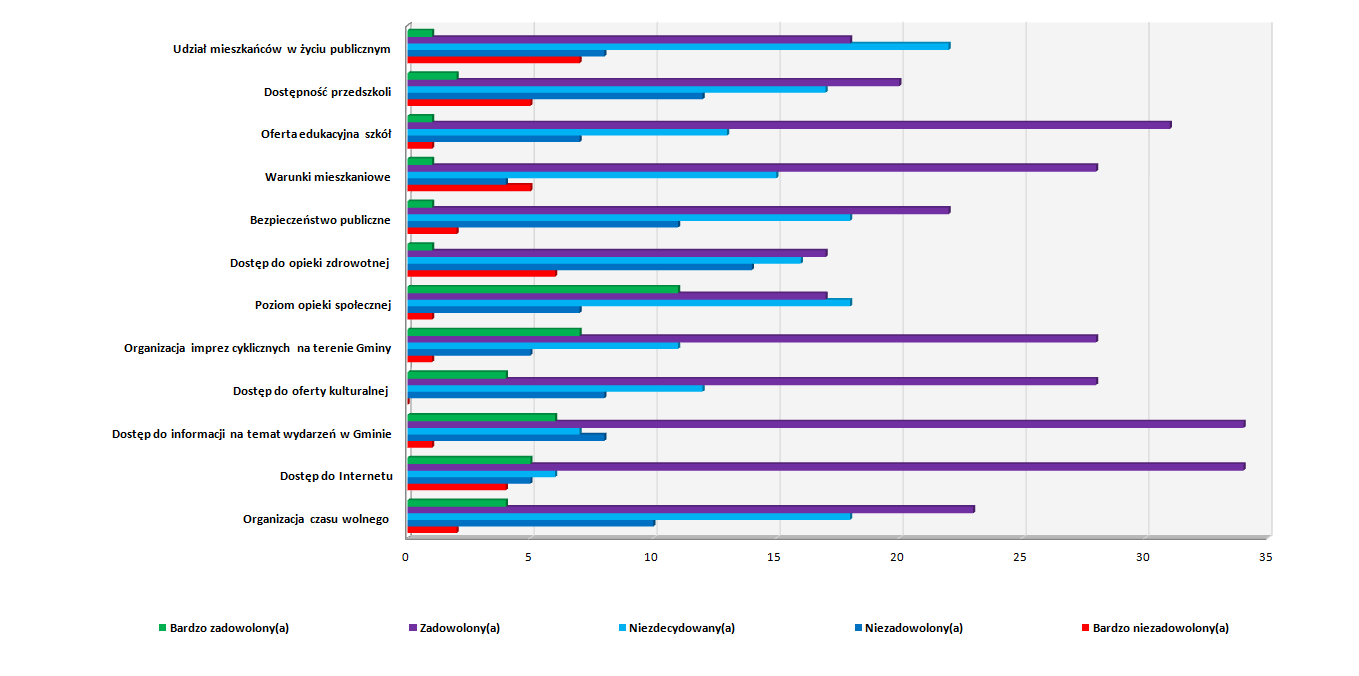 Udział mieszkańców w życiu publicznym
Dostępność przedszkoli
Oferta edukacyjna szkół
Warunki mieszkaniowe
Bezpieczeństwo publiczne
Dostęp do opieki zdrowotnej
Poziom opieki społecznej
Organizacja imprez cyklicznych na terenie Gminy
Dostęp do oferty kulturalnej
Dostęp do informacji na temat wydarzeń w Gminie
Dostęp do Internetu
Organizacja czasu wolnego
0 5 10 15 20 25 30 35
Bardzo zadowolony(a) Zadowolony(a) Niezdecydowany(a) Niezadowolony(a) Bardzo niezadowolony(a)